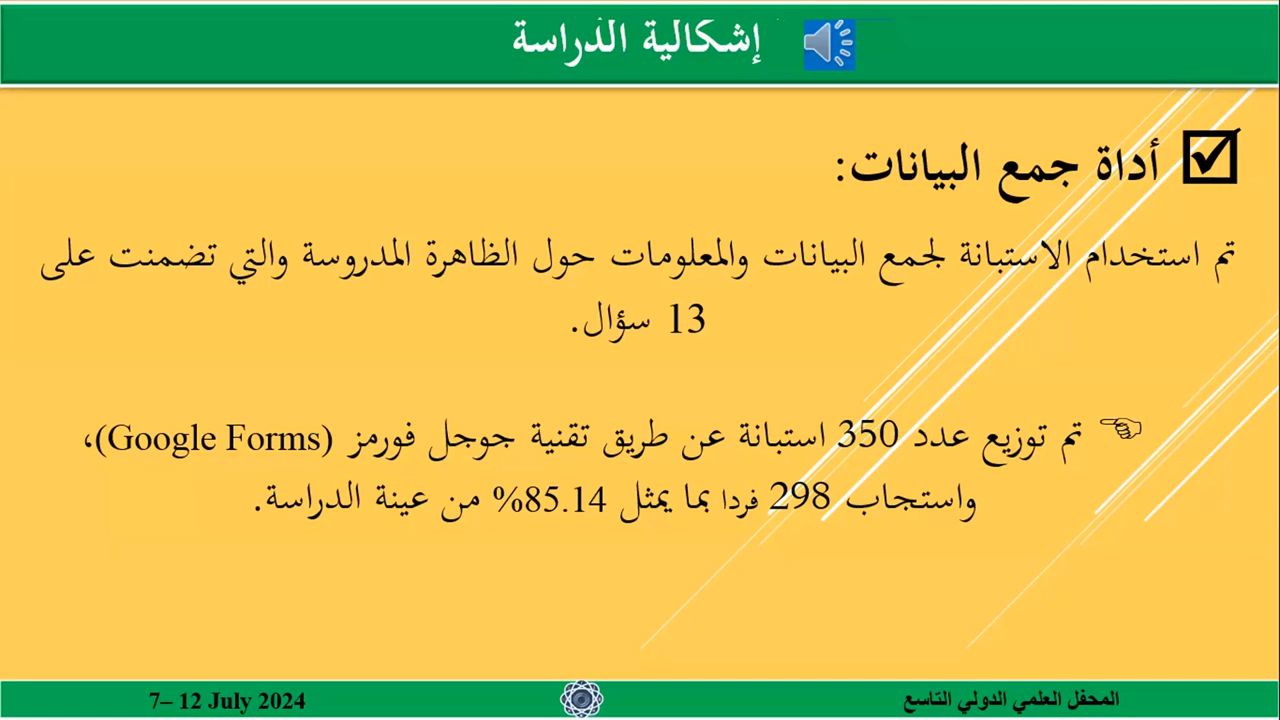 إشكالية الدراسة
أداة جمع البيانات:
تم استخدام الاستبانة لجمع البيانات والمعلومات حول الظاهرة المدروسة والتي تضمنت على
13 سؤال.
تم توزيع عدد 350 استبانة عن طريق تقنية جوجل فورمز (Google Forms)،
واستجاب 298 فردا بما يمثل 85.14% من عينة الدراسة.
المحفل العلمي الدولي التاسع
7– 12 July 2024